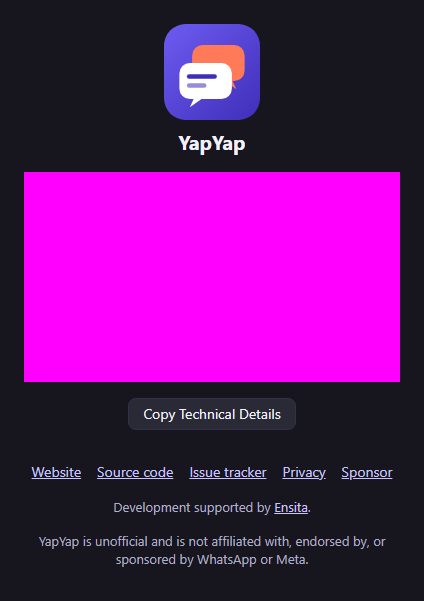 YapYap
Copy Technical Details
Website Source code Issue tracker Privacy Sponsor
Development supported by Ensita.
YapYap is unofficial and is not affiliated with, endorsed by, or
sponsored by WhatsApp or Meta.